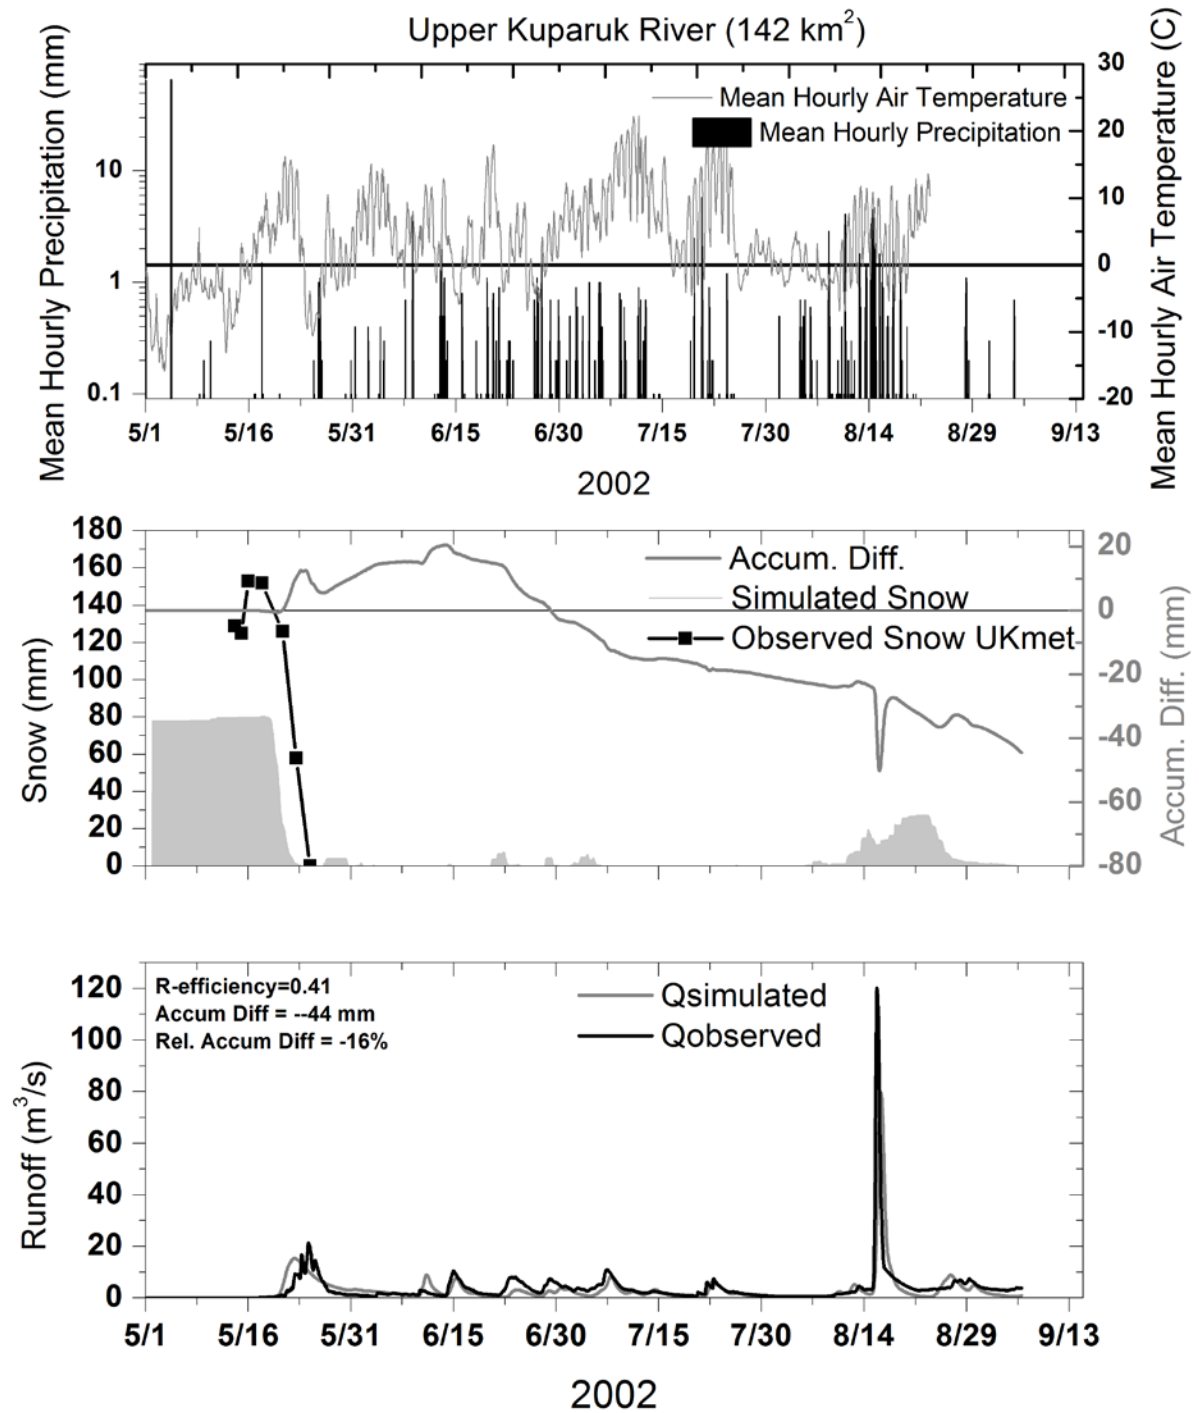 Upper Kuparuk River (142 km²)
Mean Hourly Precipitation (mm)
10
1
0.1
Mean Hourly Air Temperature
Mean Hourly Precipitation
30
20
10
0
-10
-20
Mean Hourly Air Temperature (C)
5/1 5/16 5/31 6/15 6/30 7/15 7/30 8/14 8/29 9/13
2002
Snow (mm)
180
160
140
120
100
80
60
40
20
0
Accum. Diff.
Simulated Snow
Observed Snow UKmet
20
0
-20
-40
-60
-80
Accum. Diff. (mm)
Runoff (m³/s)
120
100
80
60
40
20
0
R-efficiency=0.41
Accum Diff = --44 mm
Rel. Accum Diff = -16%
Qsimulated
Qobserved
5/1 5/16 5/31 6/15 6/30 7/15 7/30 8/14 8/29 9/13
2002